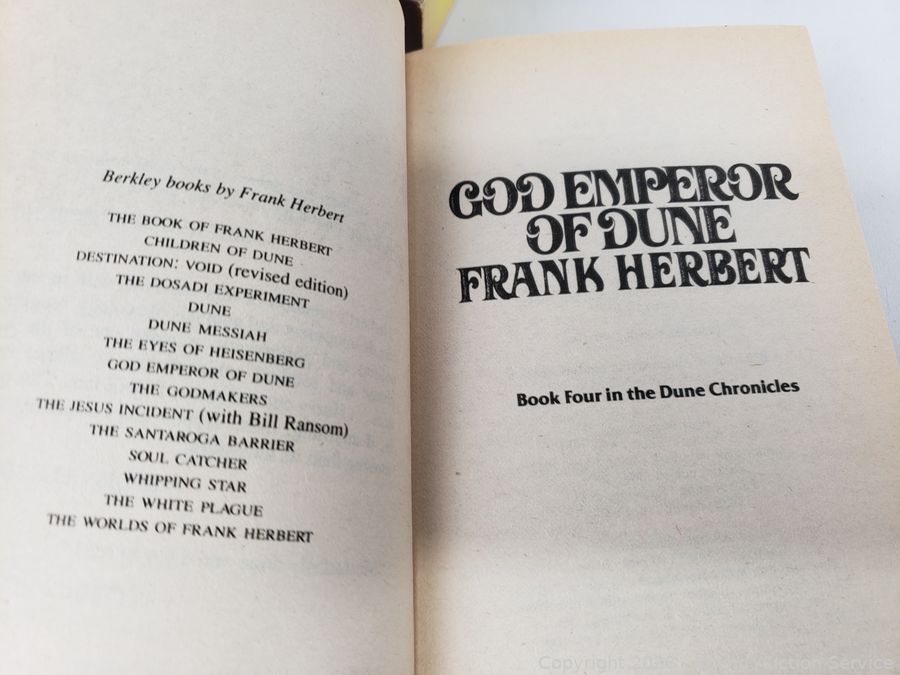 Berkley books by Frank Herbert
THE BOOK OF FRANK HERBERT
CHILDREN OF DUNE
DESTINATION: VOID (revised edition)
THE DOSADI EXPERIMENT
DUNE
DUNE MESSIAH
THE EYES OF HEISENBERG
GOD EMPEROR OF DUNE
THE GODMAKERS
THE JESUS INCIDENT (with Bill Ransom)
THE SANTAROGA BARRIER
SOUL CATCHER
WHIPPING STAR
THE WHITE PLAGUE
THE WORLDS OF FRANK HERBERT
GOD EMPEROR
OF DUNE
FRANK HERBERT
Book Four in the Dune Chronicles
Copyright Service